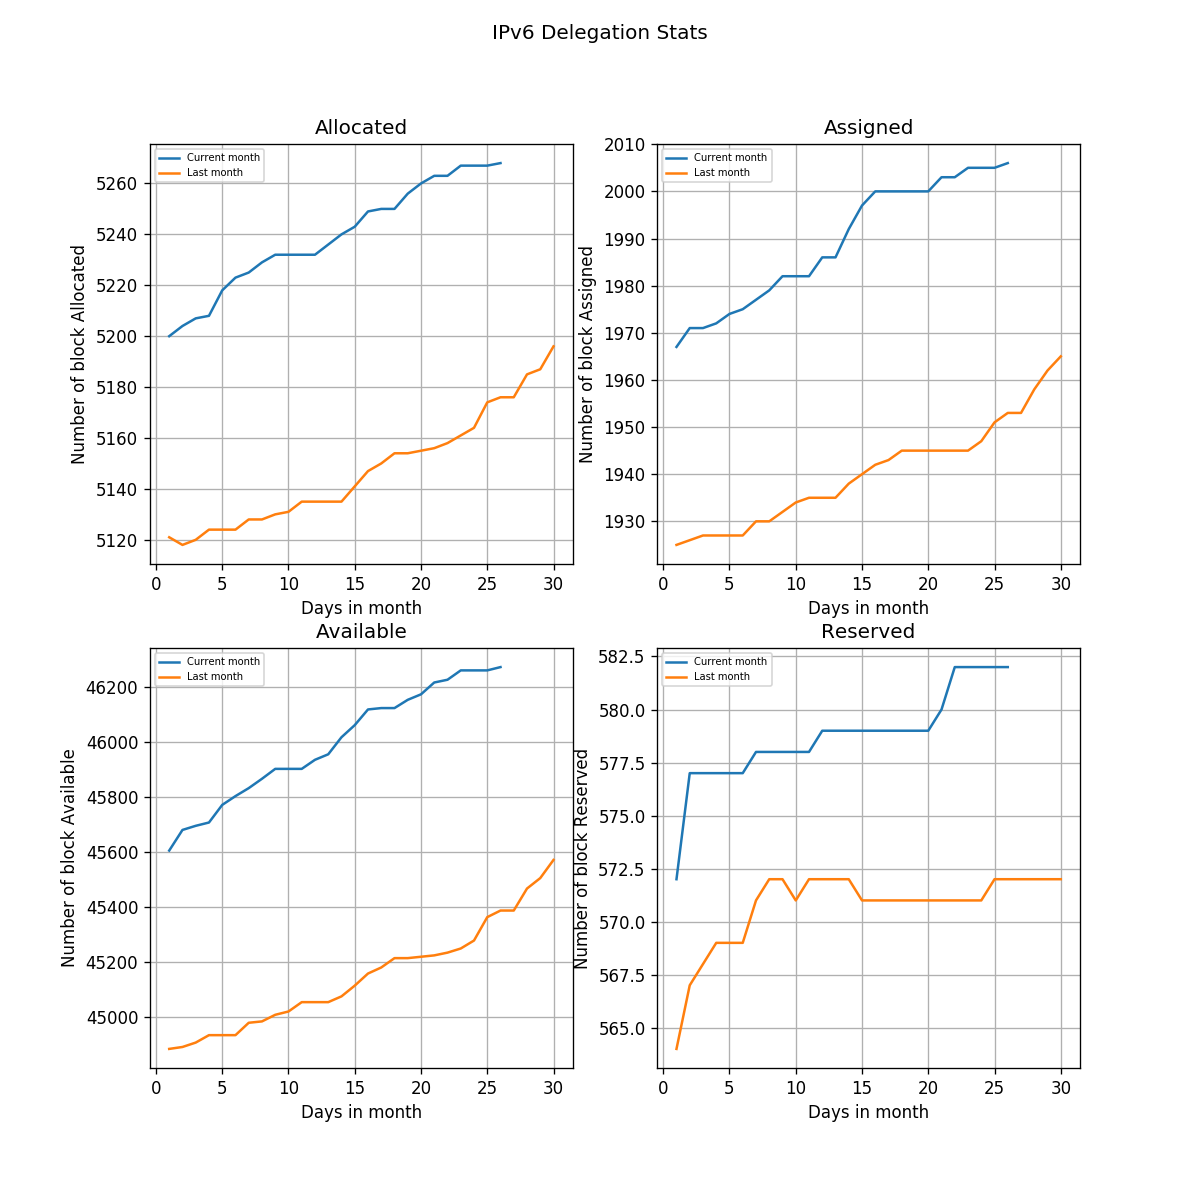 IPv6 Delegation Stats
Allocated
Current month
Last month
5260
5240
5220
5200
5180
5160
5140
5120
Number of block Allocated
0 5 10 15 20 25 30
Days in month
Assigned
Current month
Last month
2010
2000
1990
1980
1970
1960
1950
1940
1930
Number of block Assigned
0 5 10 15 20 25 30
Days in month
Available
Current month
Last month
46200
46000
45800
45600
45400
45200
45000
Number of block Available
0 5 10 15 20 25 30
Days in month
Reserved
Current month
Last month
582.5
580.0
577.5
575.0
572.5
570.0
567.5
565.0
Number of block Reserved
0 5 10 15 20 25 30
Days in month